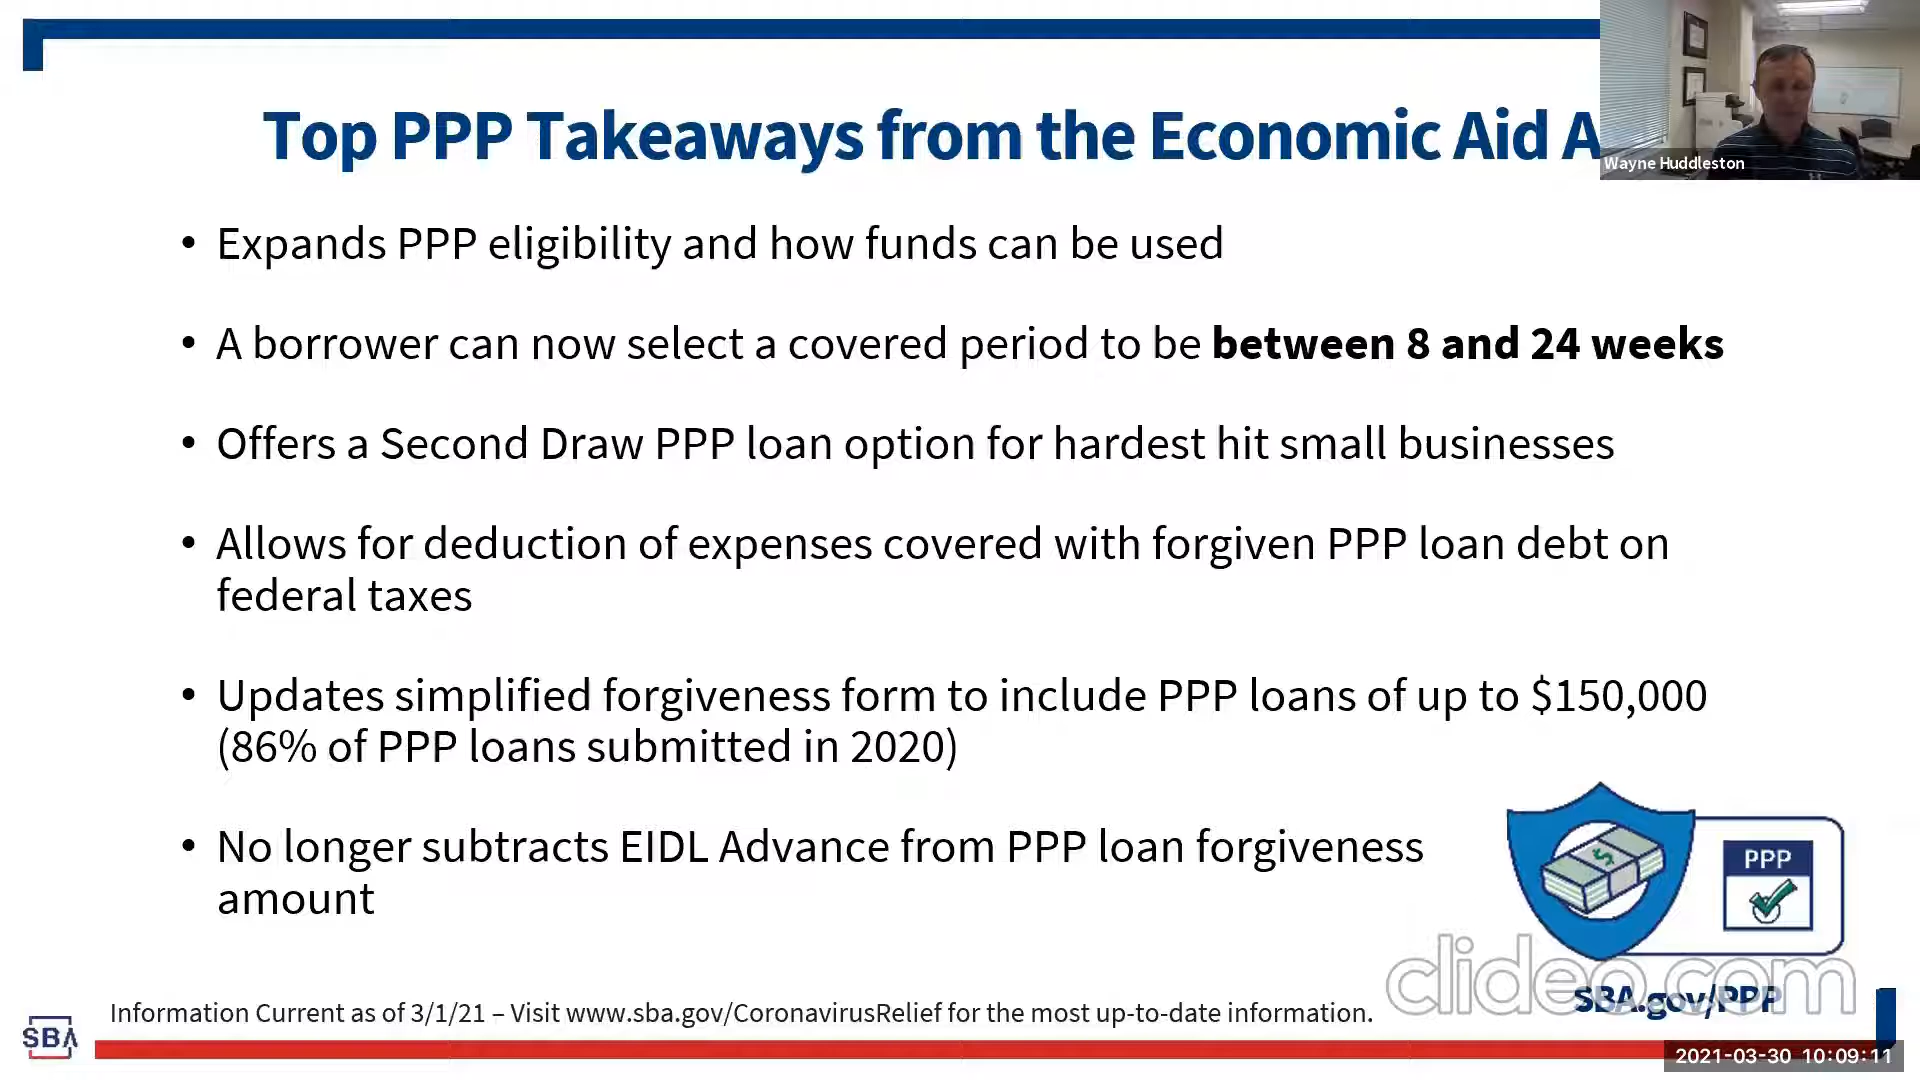 Top PPP Takeaways from the Economic Aid A
Wayne Huddleston
• Expands PPP eligibility and how funds can be used
• A borrower can now select a covered period to be between 8 and 24 weeks
• Offers a Second Draw PPP loan option for hardest hit small businesses
• Allows for deduction of expenses covered with forgiven PPP loan debt on
federal taxes
• Updates simplified forgiveness form to include PPP loans of up to $150,000
(86% of PPP loans submitted in 2020)
• No longer subtracts EIDL Advance from PPP loan forgiveness
amount
PPP
clideo.com
SBA.gov/PPP
Information Current as of 3/1/21 – Visit www.sba.gov/CoronavirusRelief for the most up-to-date information.
SBA
2021-03-30 10:09:11